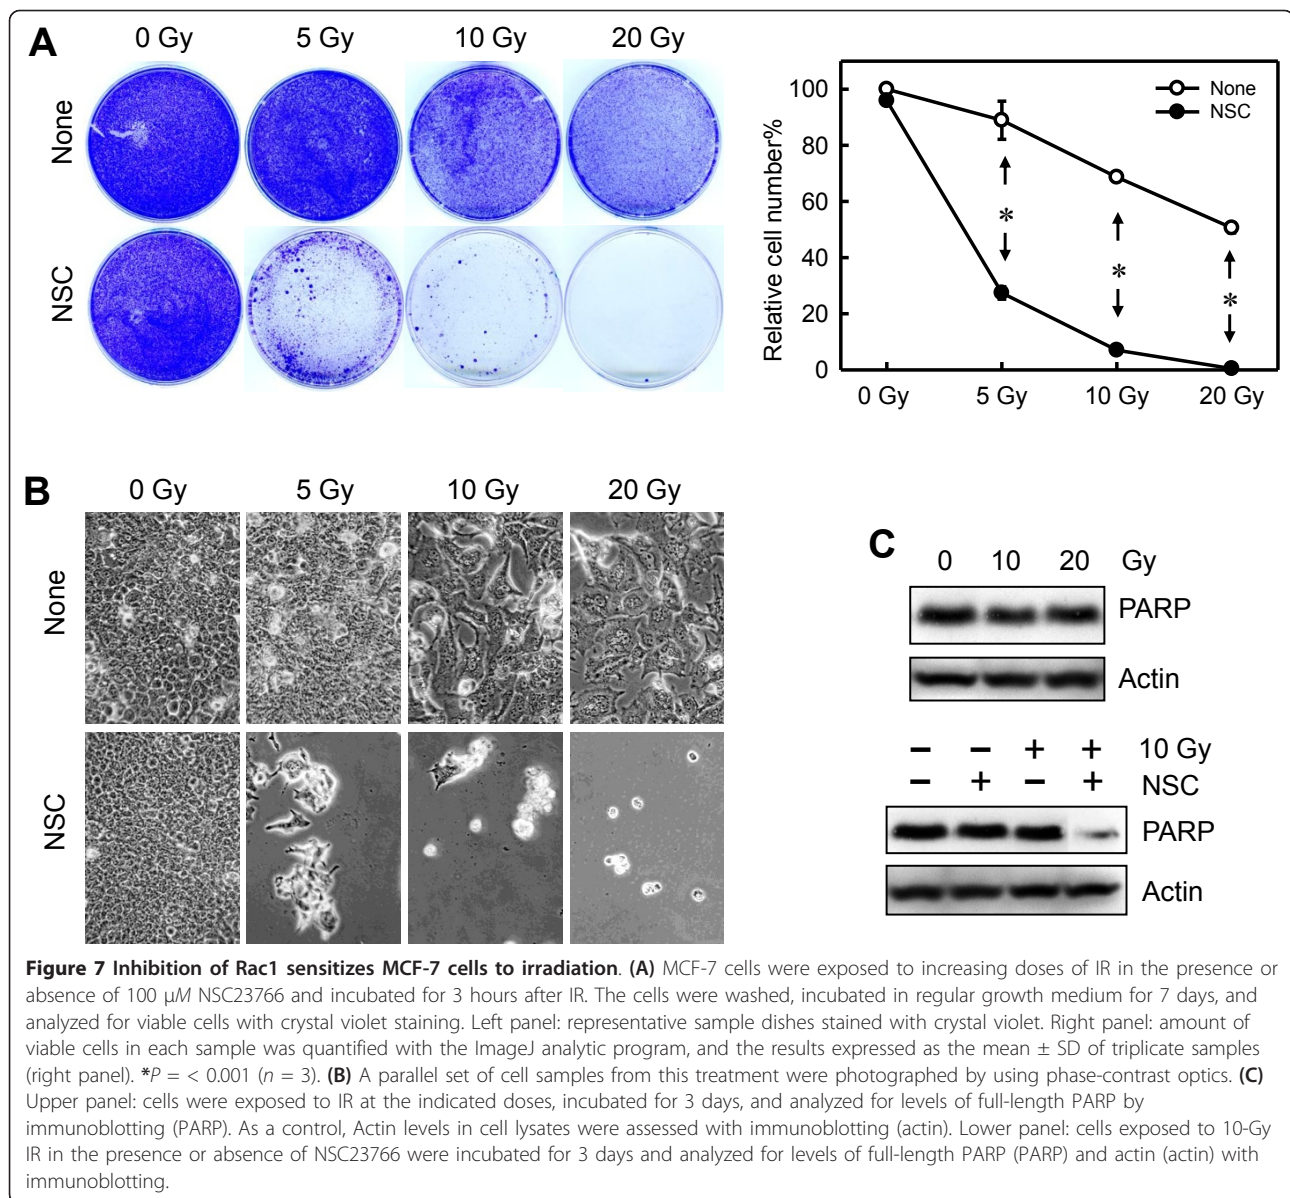 A
0 Gy 5 Gy 10 Gy 20 Gy
None
NSC
Relative cell number%
100
80
60
40
20
0
None
NSC
*
*
*
0 Gy 5 Gy 10 Gy 20 Gy
B
0 Gy 5 Gy 10 Gy 20 Gy
None
NSC
C
0 10 20 Gy
PARP
Actin
− − + + 10 Gy
− + − + NSC
PARP
Actin
Figure 7 Inhibition of Rac1 sensitizes MCF-7 cells to irradiation. (A) MCF-7 cells were exposed to increasing doses of IR in the presence or
absence of 100 μM NSC23766 and incubated for 3 hours after IR. The cells were washed, incubated in regular growth medium for 7 days, and
analyzed for viable cells with crystal violet staining. Left panel: representative sample dishes stained with crystal violet. Right panel: amount of
viable cells in each sample was quantified with the ImageJ analytic program, and the results expressed as the mean ± SD of triplicate samples
(right panel). *P = < 0.001 (n = 3). (B) A parallel set of cell samples from this treatment were photographed by using phase-contrast optics. (C)
Upper panel: cells were exposed to IR at the indicated doses, incubated for 3 days, and analyzed for levels of full-length PARP by
immunoblotting (PARP). As a control, Actin levels in cell lysates were assessed with immunoblotting (actin). Lower panel: cells exposed to 10-Gy
IR in the presence or absence of NSC23766 were incubated for 3 days and analyzed for levels of full-length PARP (PARP) and actin (actin) with
immunoblotting.